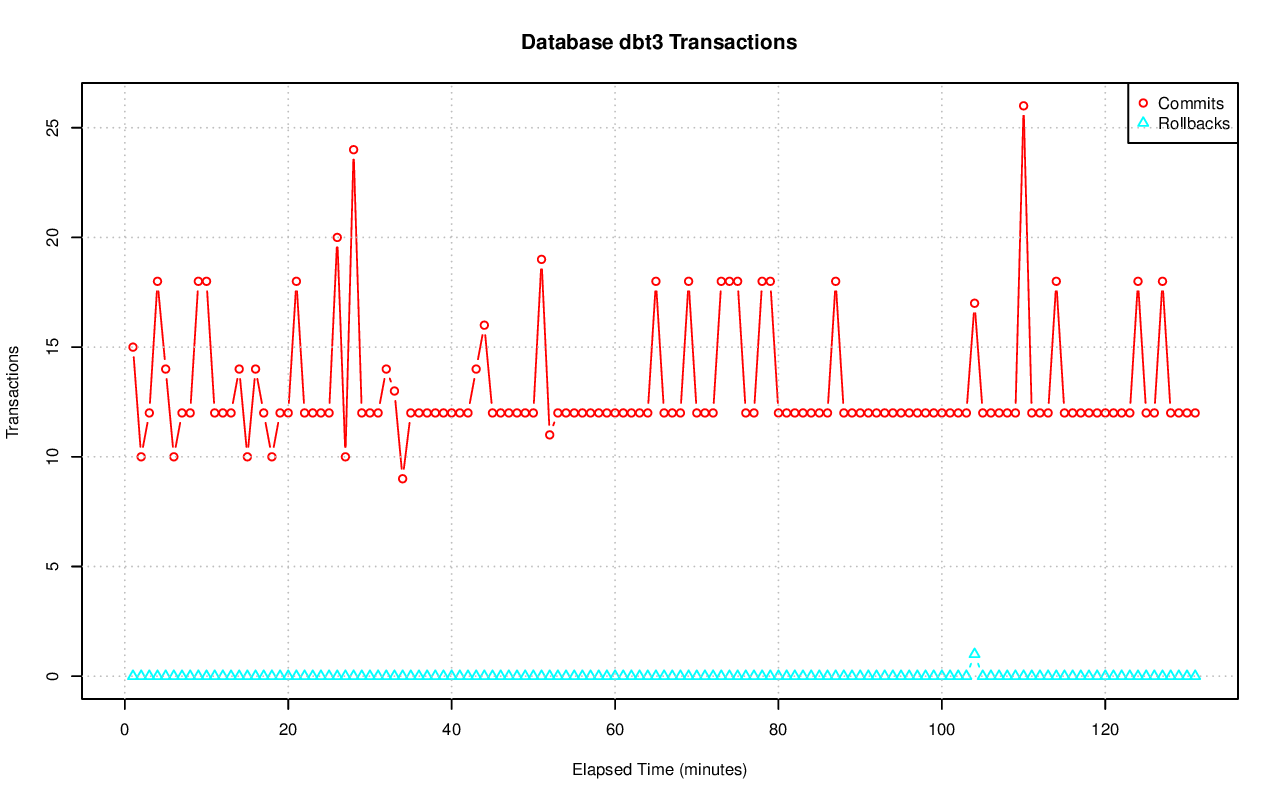 Database dbt3 Transactions
Commits
Rollbacks
25
20
15
10
5
0
Transactions
0 20 40 60 80 100 120
Elapsed Time (minutes)